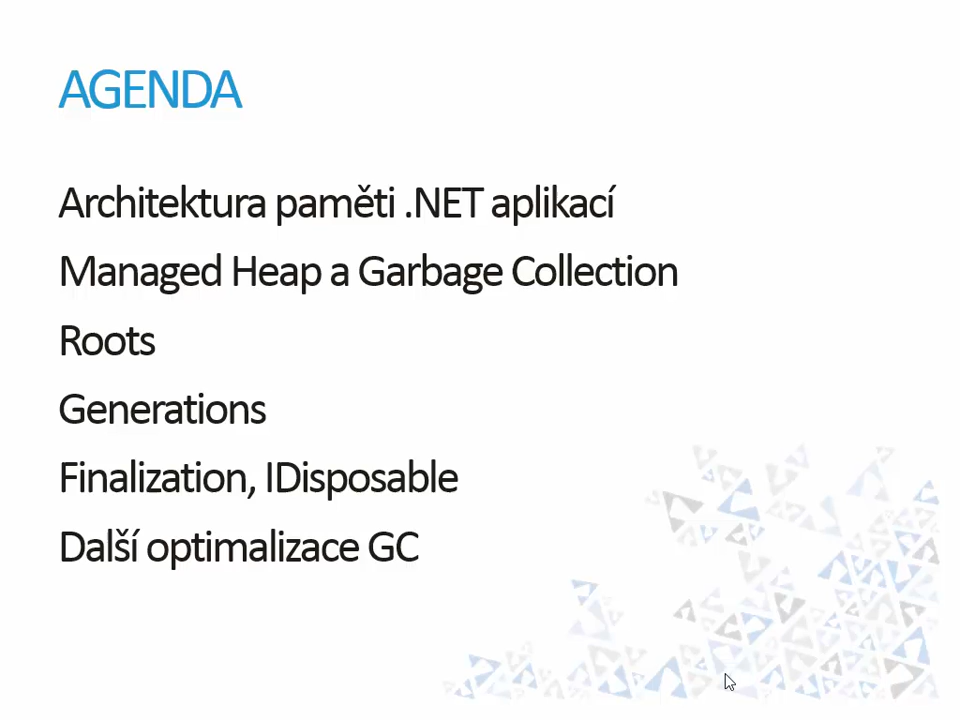 AGENDA
Architektura paměti .NET aplikací
Managed Heap a Garbage Collection
Roots
Generations
Finalization, IDisposable
Další optimalizace GC